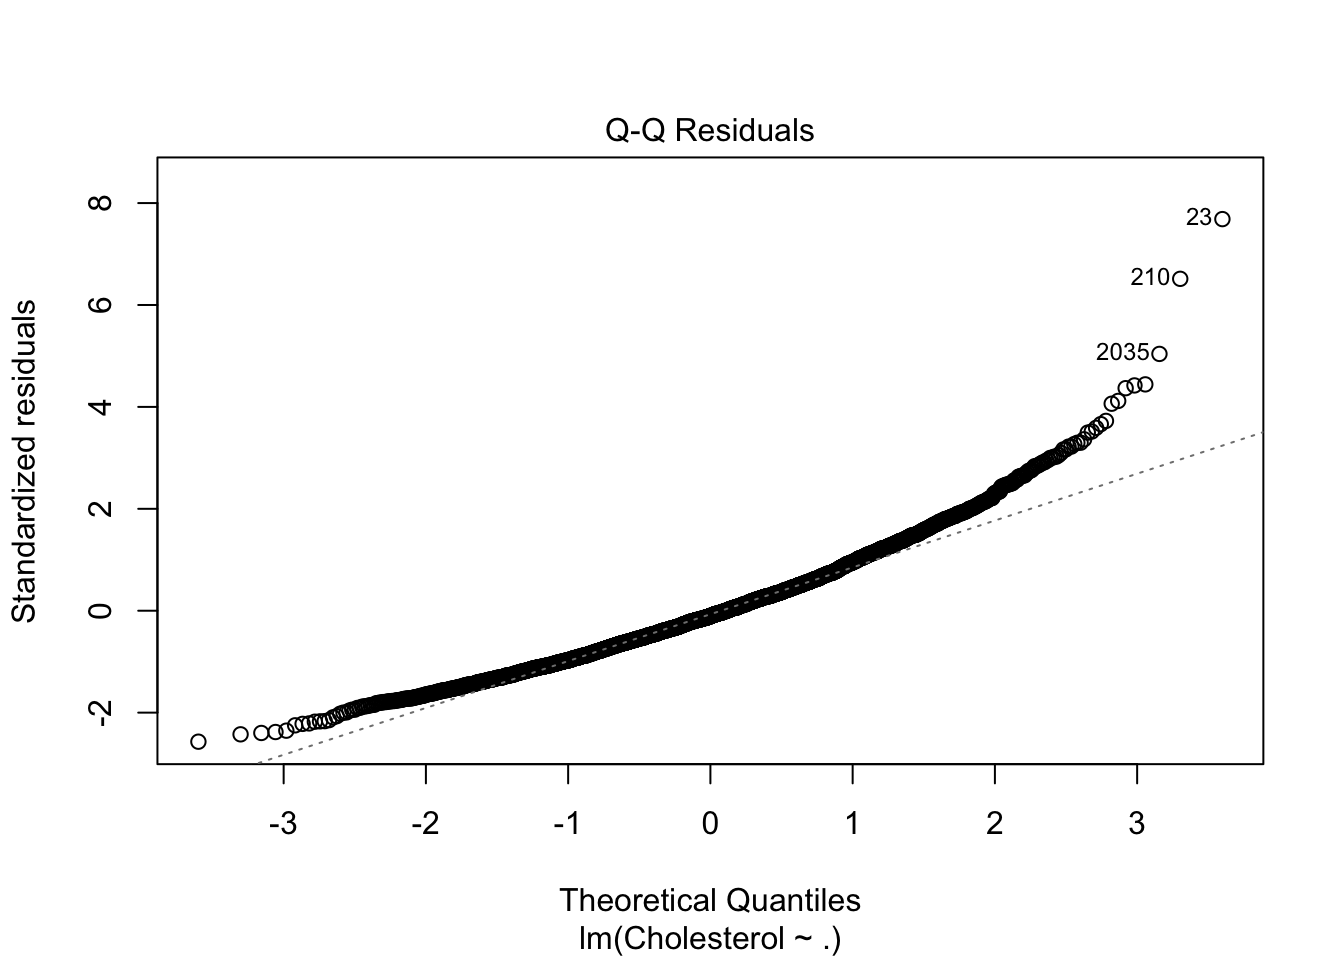 Q-Q Residuals
Standardized residuals
8
6
4
2
0
-2
23
210
2035
-3 -2 -1 0 1 2 3
Theoretical Quantiles
lm(Cholesterol ~ .)